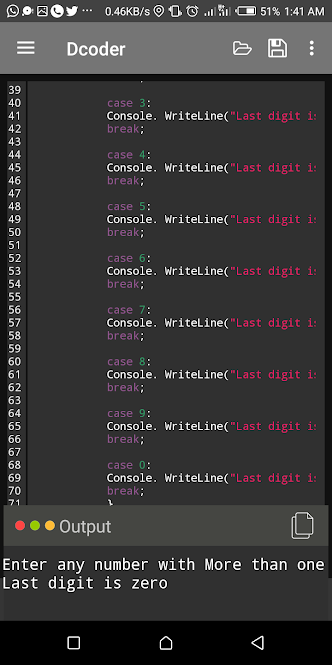 0.46KB/s 51% 1:41 AM
Dcoder
39
40 case 3:
41 Console. WriteLine("Last digit is
42 break;
43
44 case 4:
45 Console. WriteLine("Last digit is
46 break;
47
48 case 5:
49 Console. WriteLine("Last digit is
50 break;
51
52 case 6:
53 Console. WriteLine("Last digit is
54 break;
55
56 case 7:
57 Console. WriteLine("Last digit is
58 break;
59
60 case 8:
61 Console. WriteLine("Last digit is
62 break;
63
64 case 9:
65 Console. WriteLine("Last digit is
66 break;
67
68 case 0:
69 Console. WriteLine("Last digit is
70 break;
71 }
Output
Enter any number with More than one
Last digit is zero